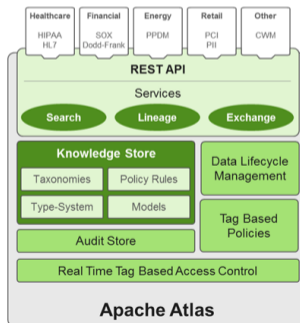 Healthcare
HIPAA
HL7
Financial
SOX
Dodd-Frank
Energy
PPDM
Retail
PCI
PII
Other
CWM
REST API
Services
Search
Lineage
Exchange
Knowledge Store
Taxonomies
Policy Rules
Type-System
Models
Data Lifecycle
Management
Audit Store
Tag Based
Policies
Real Time Tag Based Access Control
Apache Atlas